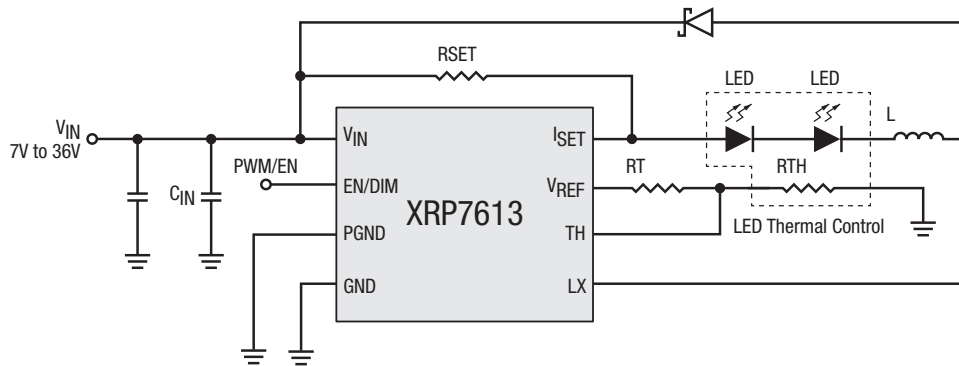 RSET
LED LED
L
VIN
7V to 36V
CIN
PWM/EN
VIN
EN/DIM
PGND
GND
XRP7613
ISET
VREF
TH
LX
RT
RTH
LED Thermal Control